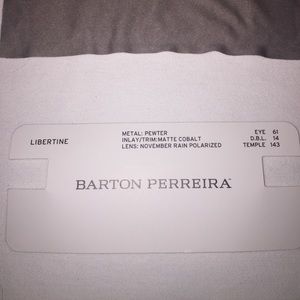 LIBERTINE
METAL: PEWTER
INLAY/TRIM:MATTE COBALT
LENS: NOVEMBER RAIN POLARIZED
EYE 61
D.B.L. 14
TEMPLE 143
BARTON PERREIRA